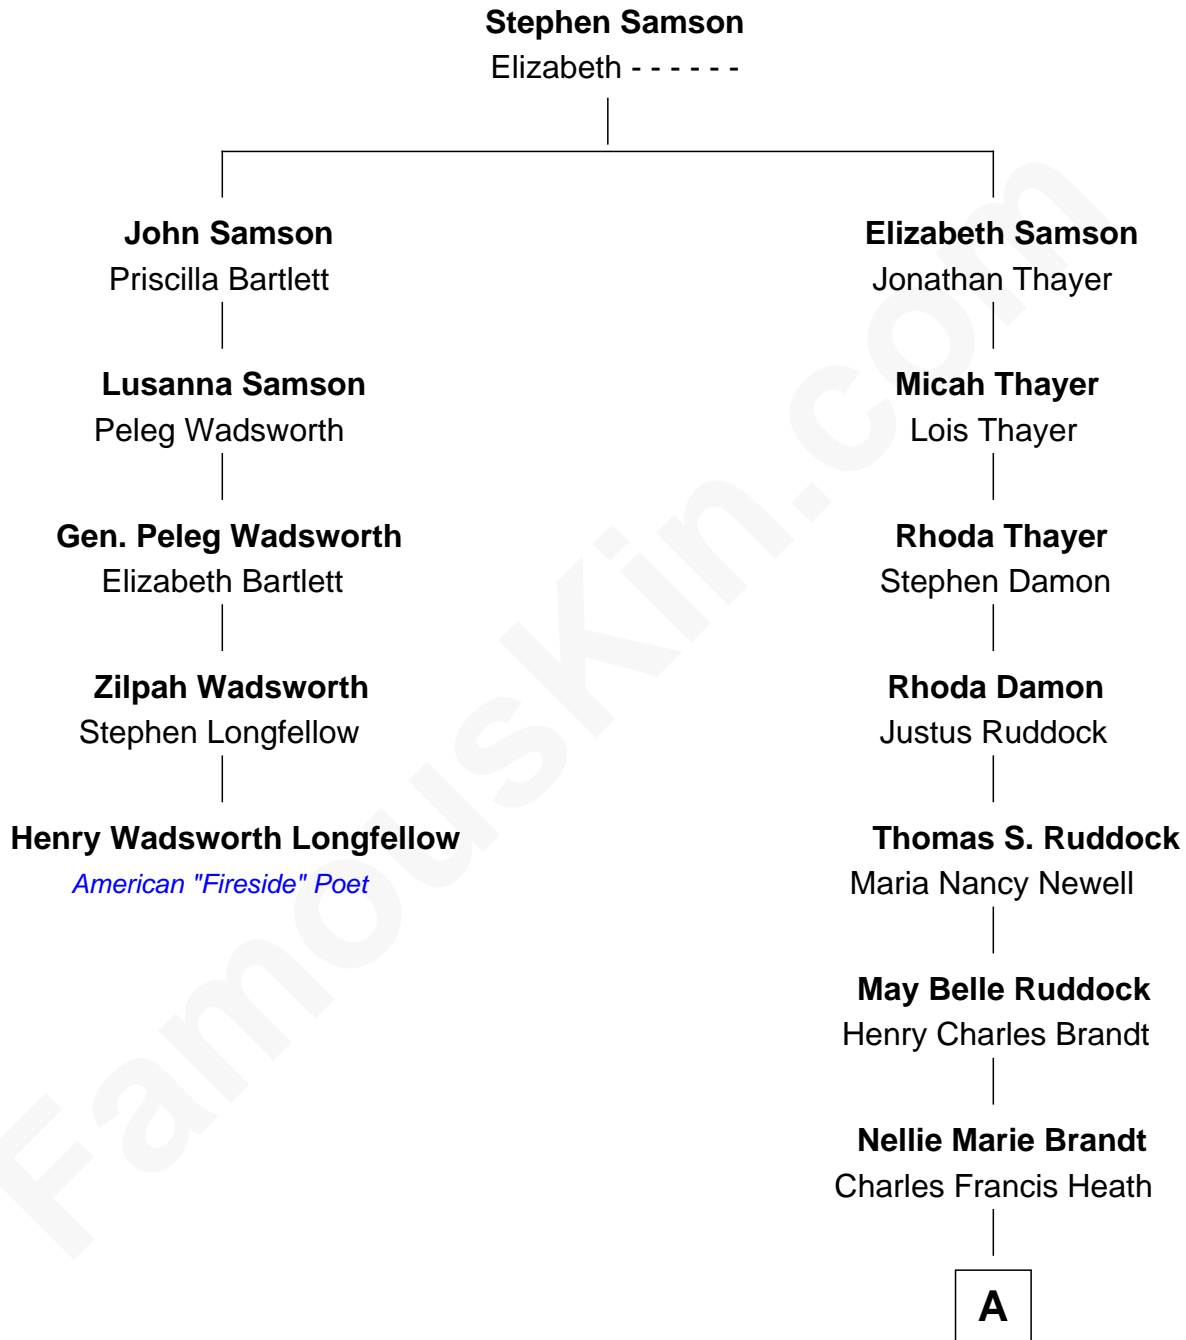 Stephen Samson
Elizabeth - - - - - -
John Samson
Priscilla Bartlett
Lusanna Samson
Peleg Wadsworth
Gen. Peleg Wadsworth
Elizabeth Bartlett
Zilpah Wadsworth
Stephen Longfellow
Henry Wadsworth Longfellow
American "Fireside" Poet
Elizabeth Samson
Jonathan Thayer
Micah Thayer
Lois Thayer
Rhoda Thayer
Stephen Damon
Rhoda Damon
Justus Ruddock
Thomas S. Ruddock
Maria Nancy Newell
May Belle Ruddock
Henry Charles Brandt
Nellie Marie Brandt
Charles Francis Heath
A
FamousKin.com